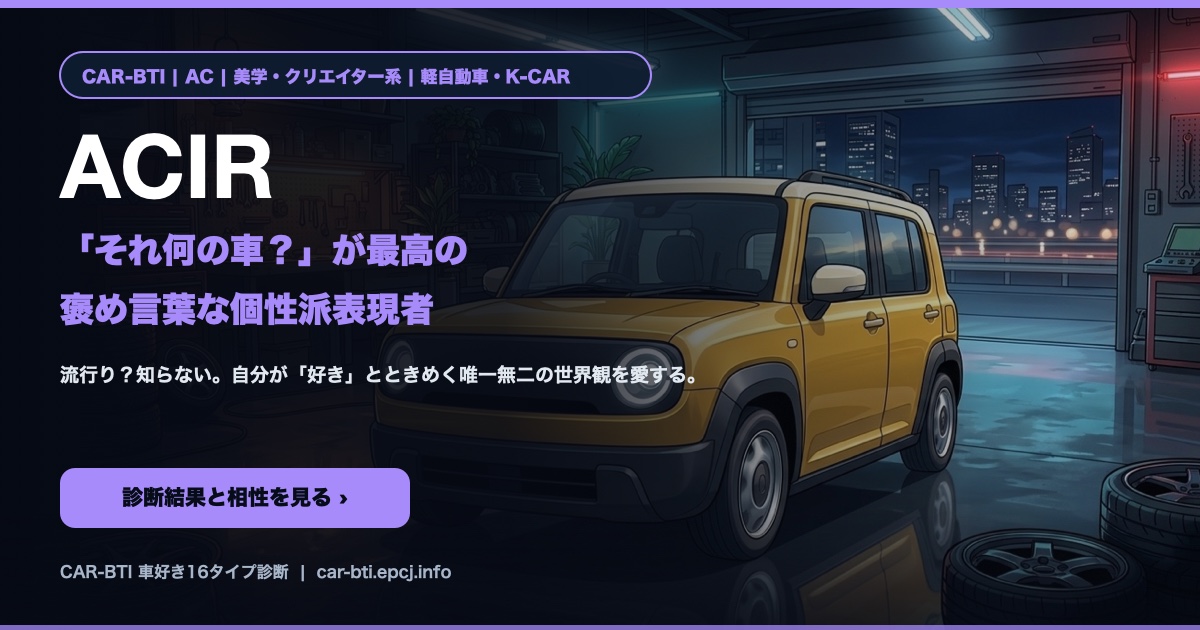 CAR-BTI | AC | 美学・クリエイター系 | 軽自動車・K-CAR
ACIR
「それ何の車？」が最高の
褒め言葉な個性派表現者
流行り？知らない。自分が「好き」とときめく唯一無二の世界観を愛する。
診断結果と相性を見る ›
CAR-BTI 車好き16タイプ診断 | car-bti.epcj.info